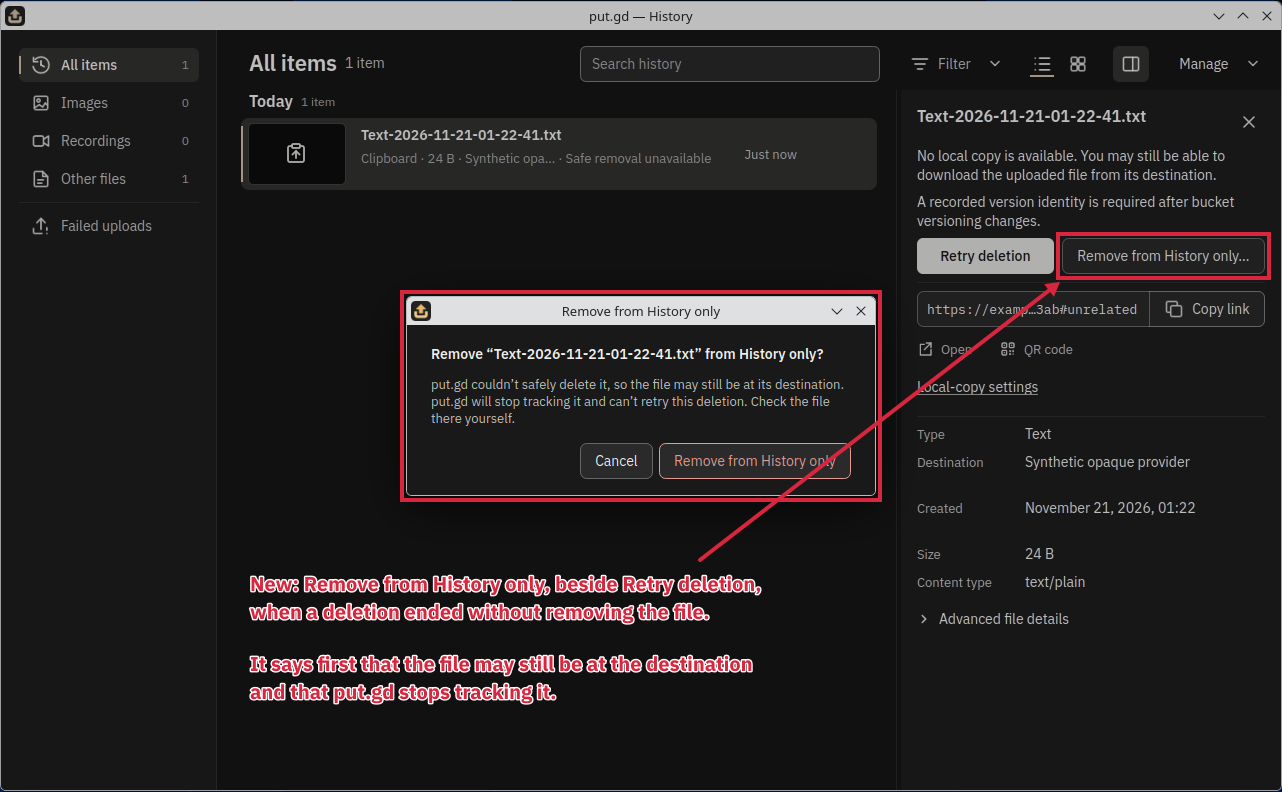 put.gd — History
All items 1
Images 0
Recordings 0
Other files 1
Failed uploads
All items 1 item
Search history
Filter
Manage
Today 1 item
Text-2026-11-21-01-22-41.txt
Clipboard · 24 B · Synthetic opa... · Safe removal unavailable
Just now
Text-2026-11-21-01-22-41.txt
No local copy is available. You may still be able to
download the uploaded file from its destination.
A recorded version identity is required after bucket
versioning changes.
Retry deletion
Remove from History only...
https://examp…3ab#unrelated
Copy link
Open
QR code
Local-copy settings
Type Text
Destination Synthetic opaque provider
Created November 21, 2026, 01:22
Size 24 B
Content type text/plain
Advanced file details
Remove from History only
Remove “Text-2026-11-21-01-22-41.txt” from History only?
put.gd couldn’t safely delete it, so the file may still be at its destination.
put.gd will stop tracking it and can’t retry this deletion. Check the file
there yourself.
Cancel
Remove from History only
New: Remove from History only, beside Retry deletion,
when a deletion ended without removing the file.
It says first that the file may still be at the destination
and that put.gd stops tracking it.